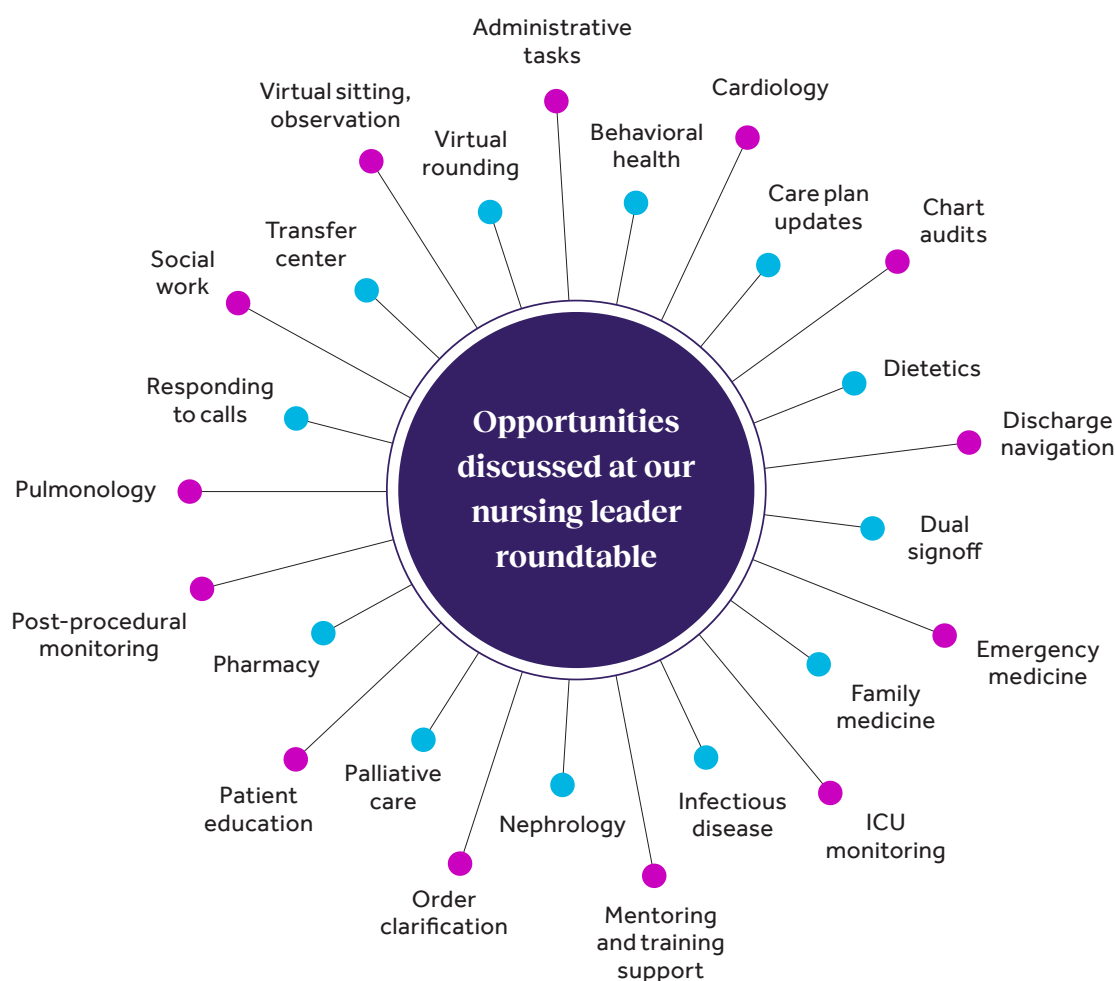 Administrative
tasks
Cardiology
Virtual sitting,
observation
Virtual
rounding
Behavioral
health
Care plan
updates
Chart
audits
Transfer
center
Social
work
Dietetics
Responding
to calls
Discharge
navigation
Opportunities
discussed at our
nursing leader
roundtable
Pulmonology
Dual
signoff
Post-procedural
monitoring
Pharmacy
Emergency
medicine
Family
medicine
Patient
education
Palliative
care
Nephrology
Infectious
disease
ICU
monitoring
Order
clarification
Mentoring
and training
support